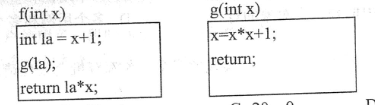 f(int x)
int la = x+1;
g(la);
return la*x;
g(int x)
x=x*x+1;
return;